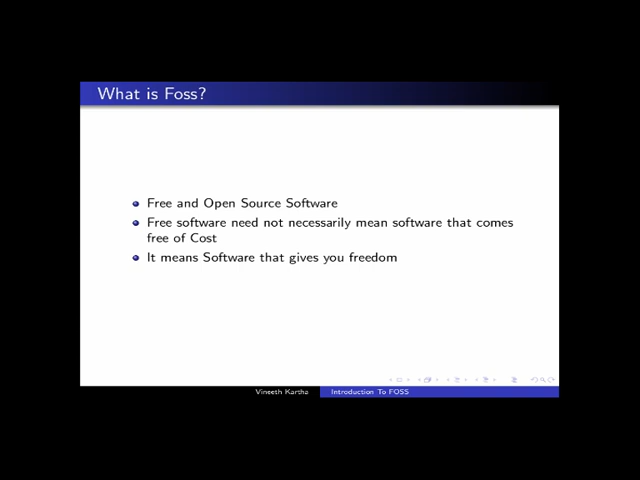 What is Foss?
Free and Open Source Software
Free software need not necessarily mean software that comes
free of Cost
It means Software that gives you freedom
Vineeth Kartha
Introduction To FOSS